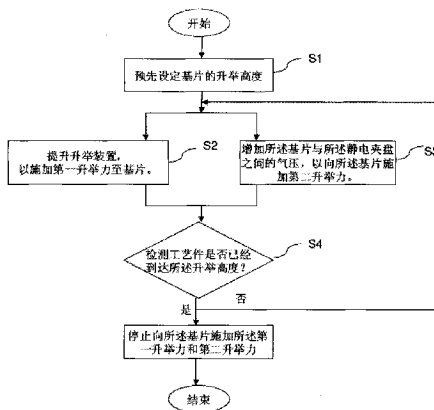 开始
S1
预先设定基片的升举高度
提升升举装置,
以施加第一升举力至基片。
S2
增加所述基片与所述静电夹盘
之间的气压,以向所述基片施
加第二升举力。
检测工艺件是否已经
到达所述升举高度?
S4
否
是
停止向所述基片施加所述第
一升举力和第二升举力
结束